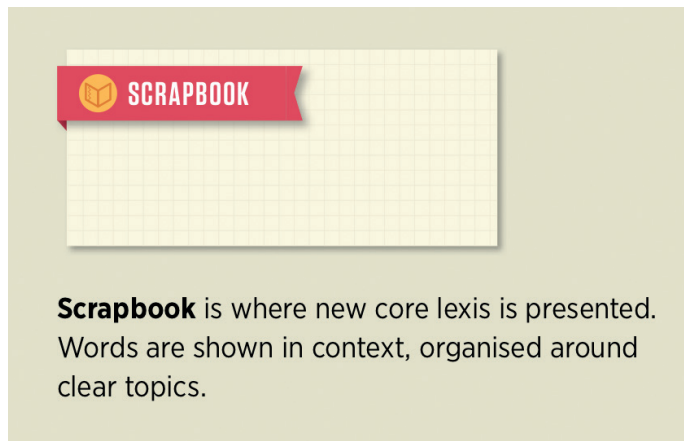 SCRAPBOOK
Scrapbook is where new core lexis is presented.
Words are shown in context, organised around
clear topics.